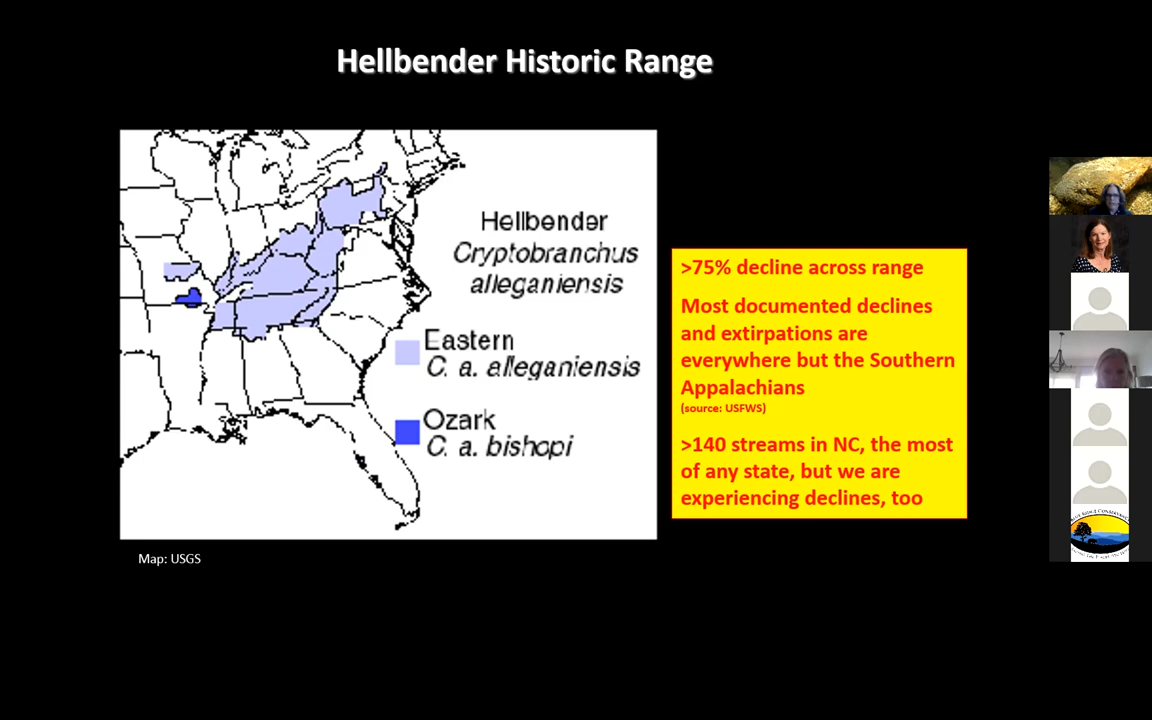 Hellbender Historic Range
Hellbender
Cryptobranchus
alleganiensis
Eastern
C. a. alleganiensis
Ozark
C. a. bishopi
>75% decline across range
Most documented declines
and extirpations are
everywhere but the Southern
Appalachians
(source: USFWS)
>140 streams in NC, the most
of any state, but we are
experiencing declines, too
Map: USGS